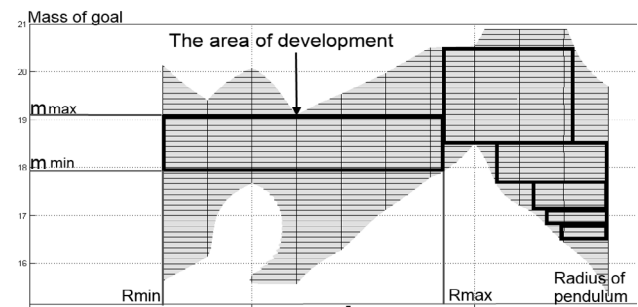 Mass of goal
21
The area of development
20
m max
19
m min
18
17
16
Rmin
Rmax
Radius of
pendulum